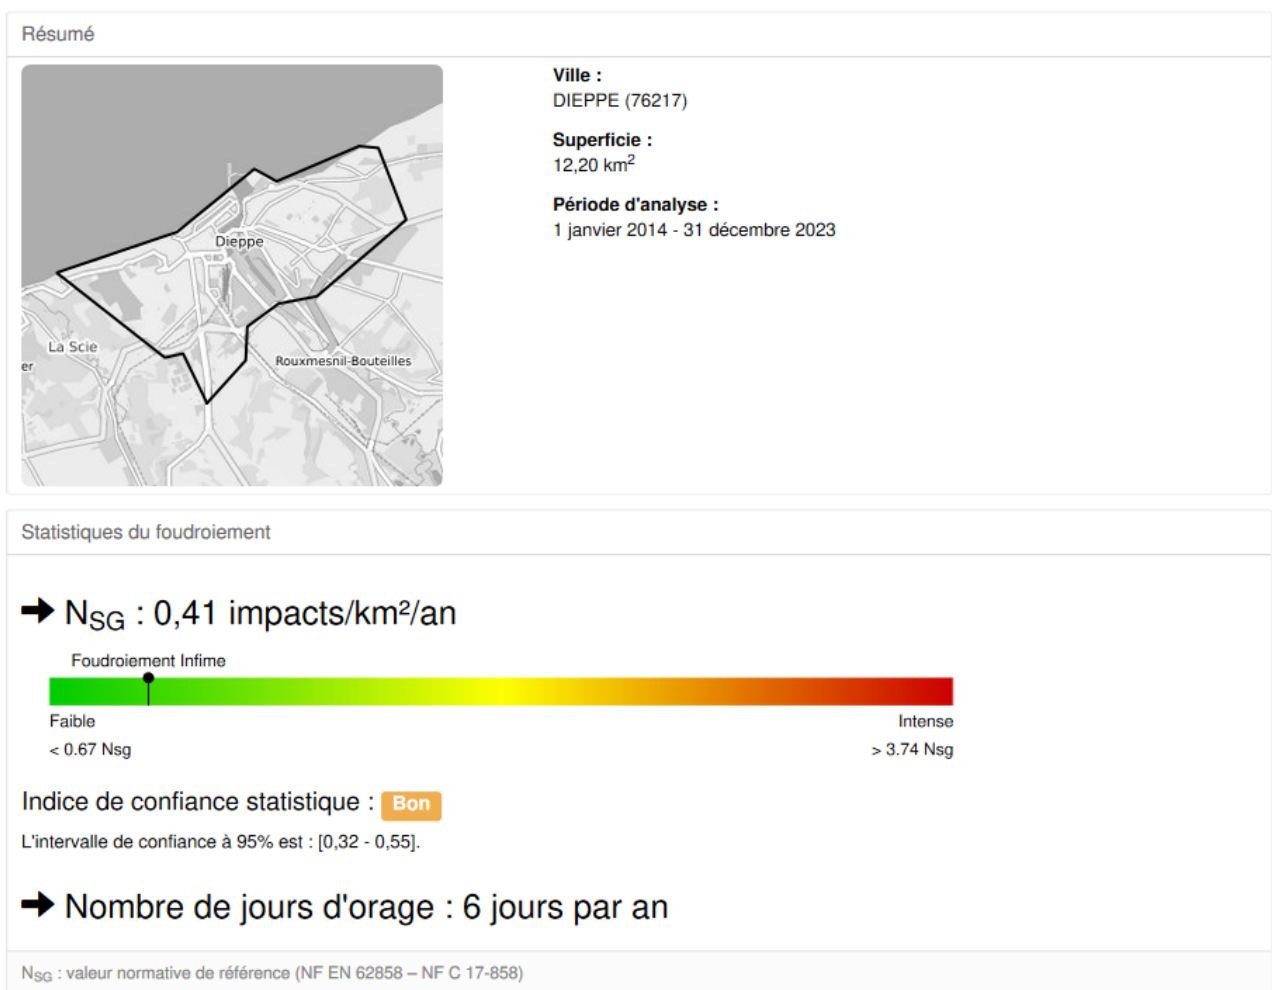 Résumé
Ville :
DIEPPE (76217)
Superficie :
12,20 km²
Période d'analyse :
1 janvier 2014 - 31 décembre 2023
Dieppe
La Scie
er
Rouxmesnil-Bouteilles
Statistiques du foudroiement
NSG : 0,41 impacts/km²/an
Foudroiement Infime
Faible
Intense
< 0.67 Nsg
> 3.74 Nsg
Indice de confiance statistique : Bon
L'intervalle de confiance à 95% est : [0,32 - 0,55].
Nombre de jours d'orage : 6 jours par an
NSG : valeur normative de référence (NF EN 62858 – NF C 17-858)